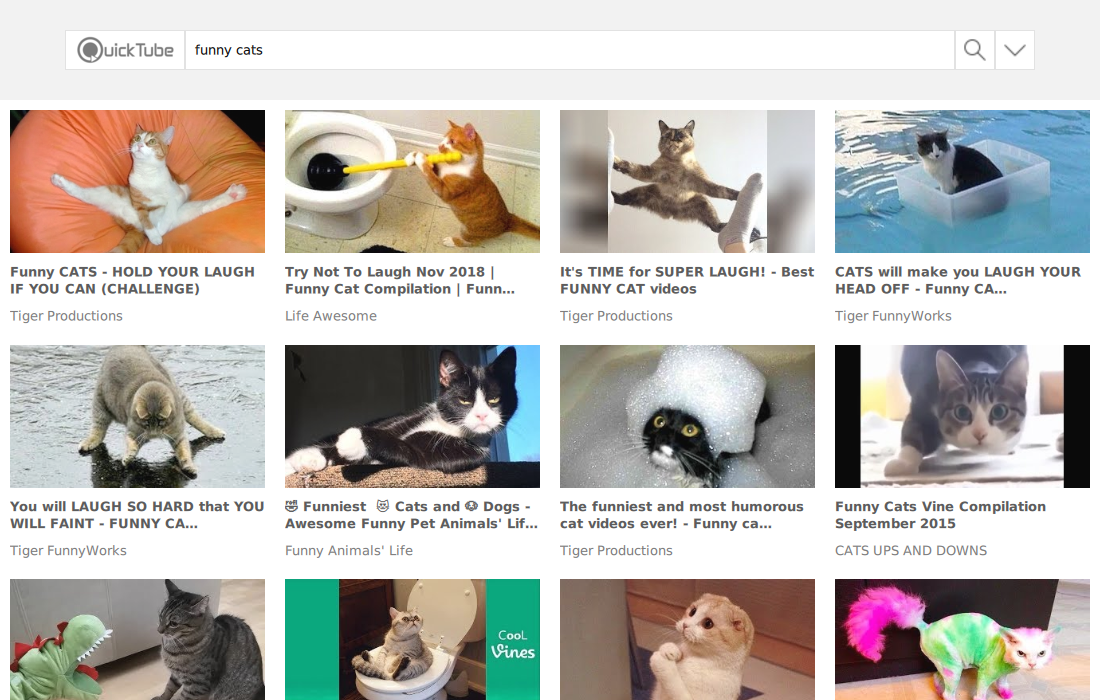 QuickTube
funny cats
Funny CATS - HOLD YOUR LAUGH
IF YOU CAN (CHALLENGE)
Tiger Productions
Try Not To Laugh Nov 2018 |
Funny Cat Compilation | Funn...
Life Awesome
It's TIME for SUPER LAUGH! - Best
FUNNY CAT videos
Tiger Productions
CATS will make you LAUGH YOUR
HEAD OFF - Funny CA...
Tiger FunnyWorks
You will LAUGH SO HARD that YOU
WILL FAINT - FUNNY CA...
Tiger FunnyWorks
🤣 Funniest 😻 Cats and 🐶 Dogs -
Awesome Funny Pet Animals' Lif...
Funny Animals' Life
The funniest and most humorous
cat videos ever! - Funny ca...
Tiger Productions
Funny Cats Vine Compilation
September 2015
CATS UPS AND DOWNS
CooL
Vines